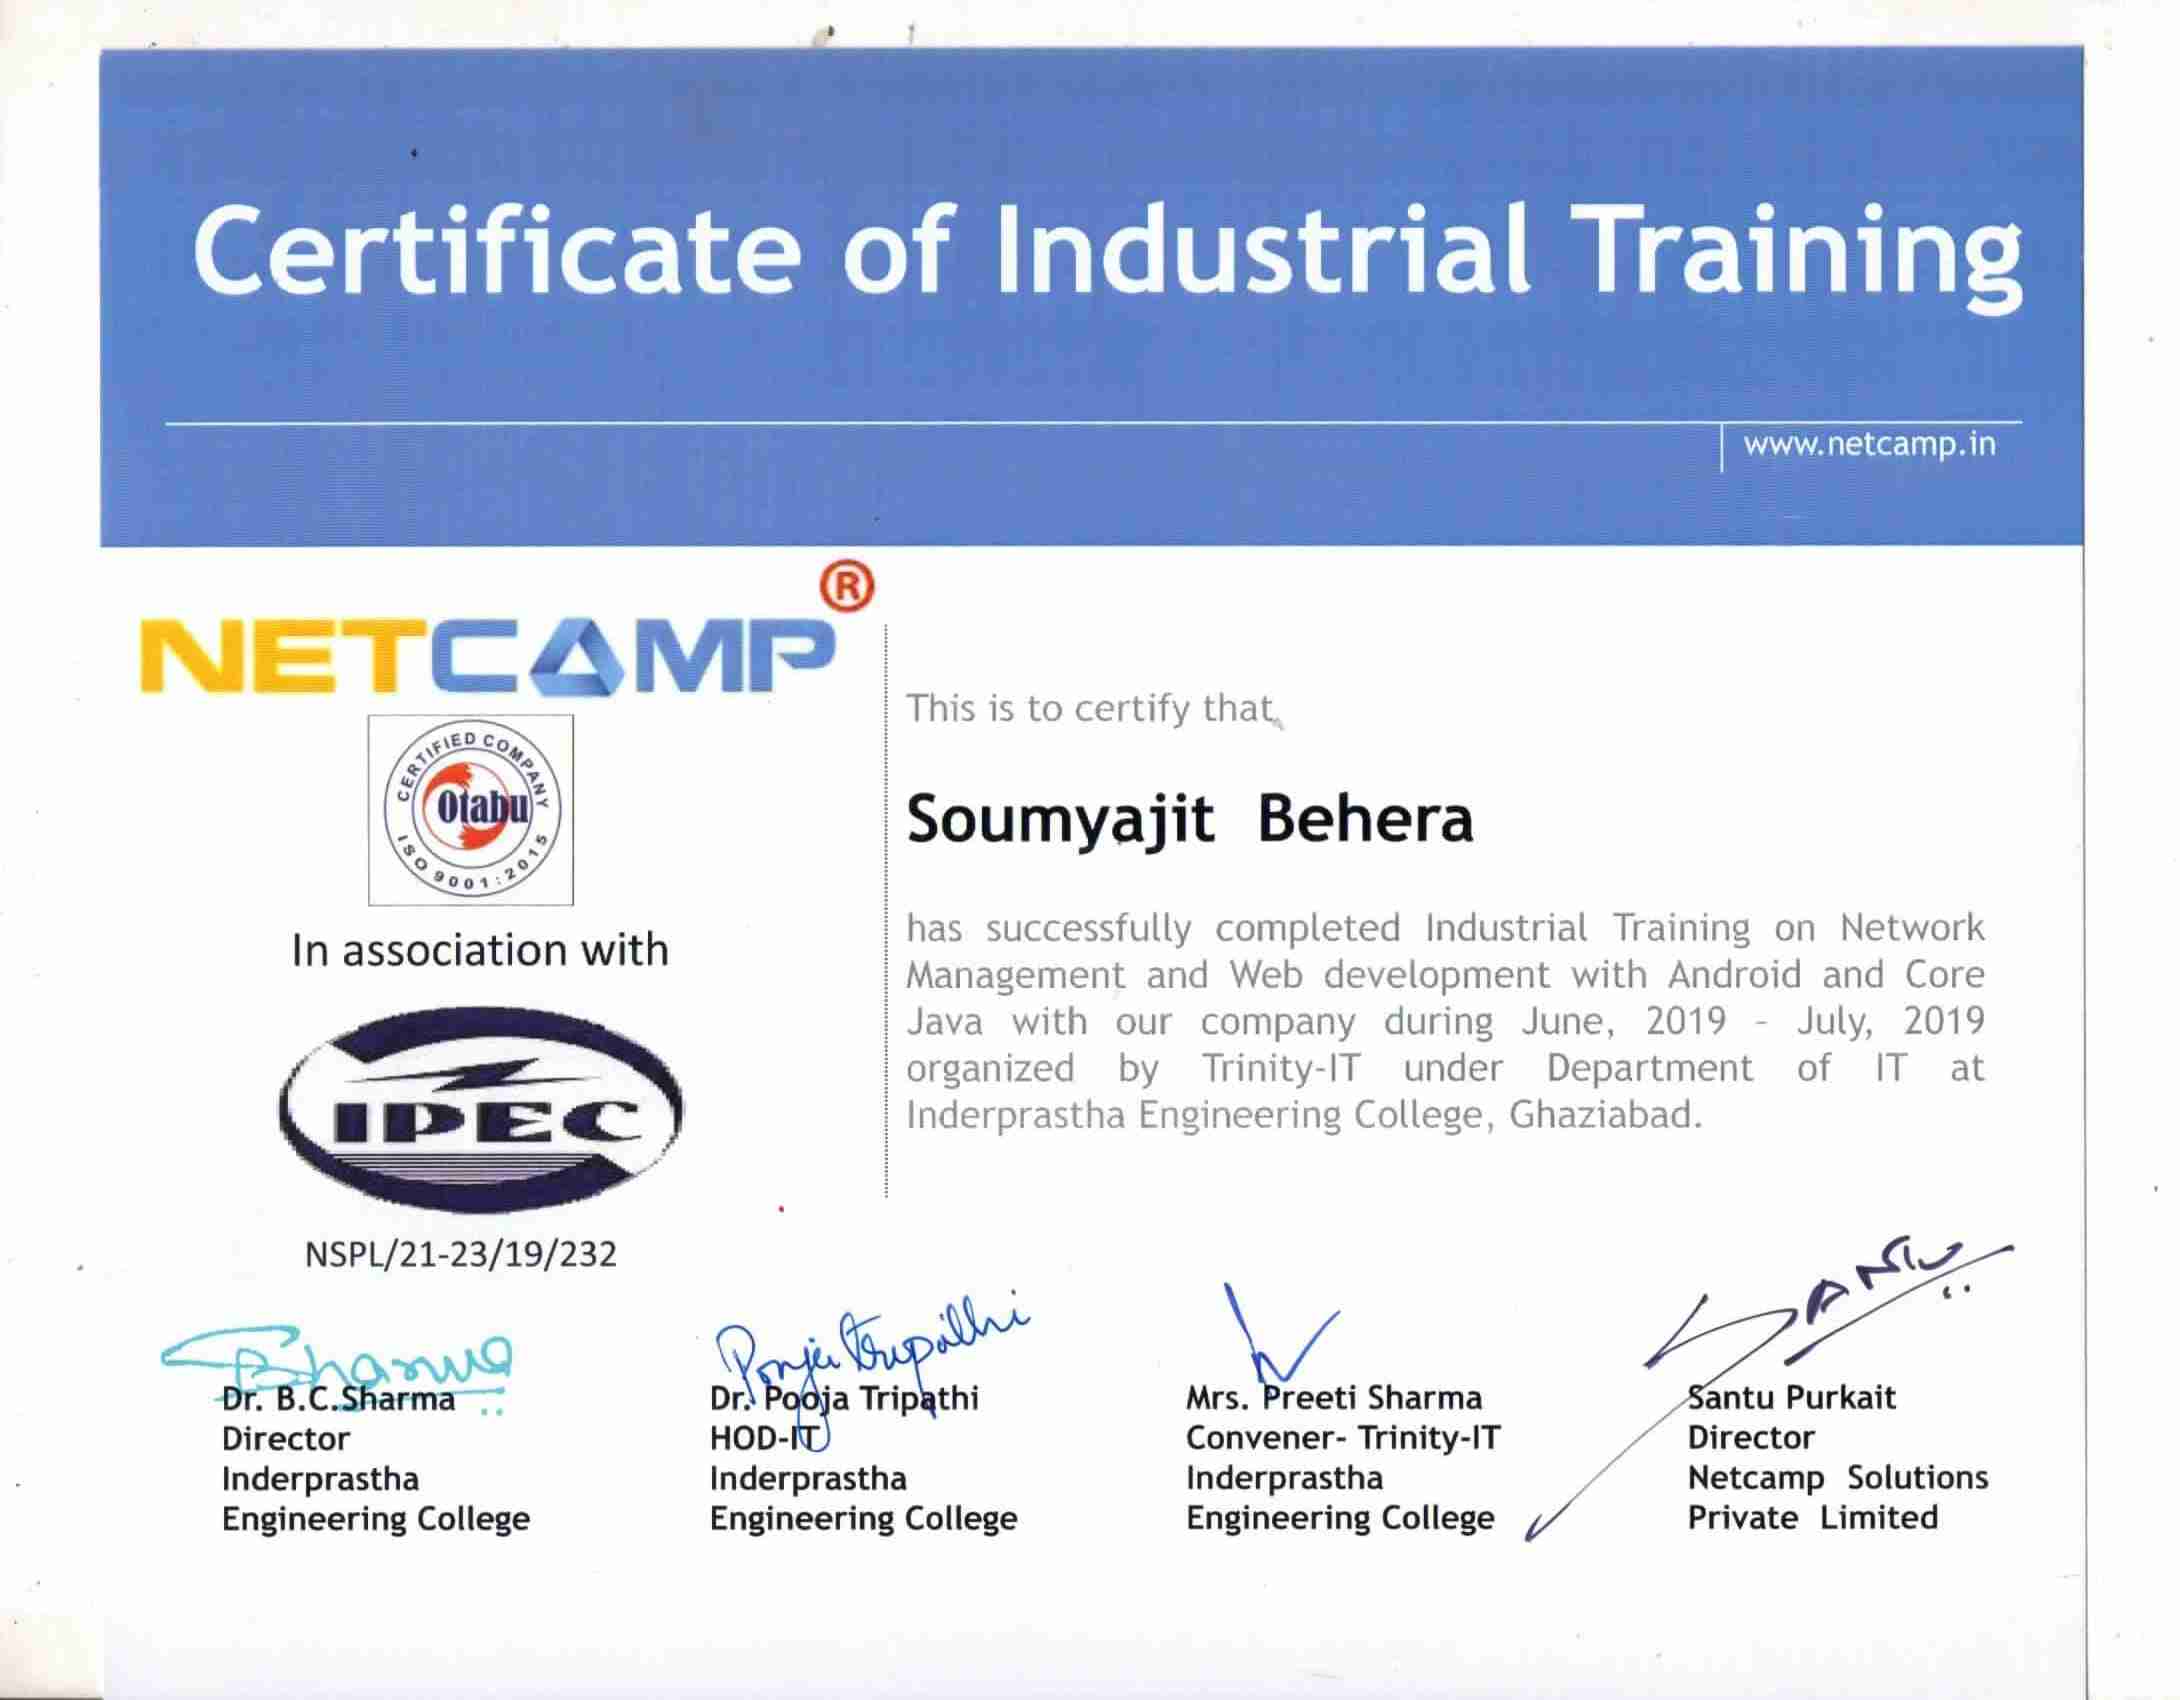 Certificate of Industrial Training
www.netcamp.in
NETCAMP®
CERTIFIED COMPANY
Otabu
ISO 9001:2015
In association with
IPEC
NSPL/21-23/19/232
This is to certify that,
Soumyajit Behera
has successfully completed Industrial Training on Network
Management and Web development with Android and Core
Java with our company during June, 2019 - July, 2019
organized by Trinity-IT under Department of IT at
Inderprastha Engineering College, Ghaziabad.
BSharma
Dr. B.C.Sharma
Director
Inderprastha
Engineering College
Pooja Tripathi
Dr. Pooja Tripathi
HOD-IT
Inderprastha
Engineering College
Mrs. Preeti Sharma
Convener- Trinity-IT
Inderprastha
Engineering College
SANTU
Santu Purkait
Director
Netcamp Solutions
Private Limited